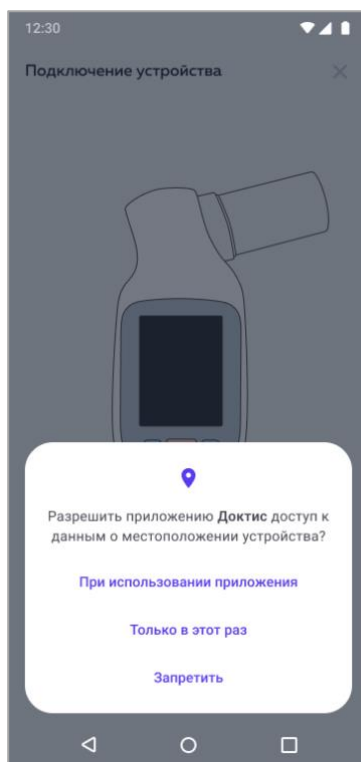 12:30
Подключение устройства
Разрешить приложению Доктис доступ к
данным о местоположении устройства?
При использовании приложения
Только в этот раз
Запретить